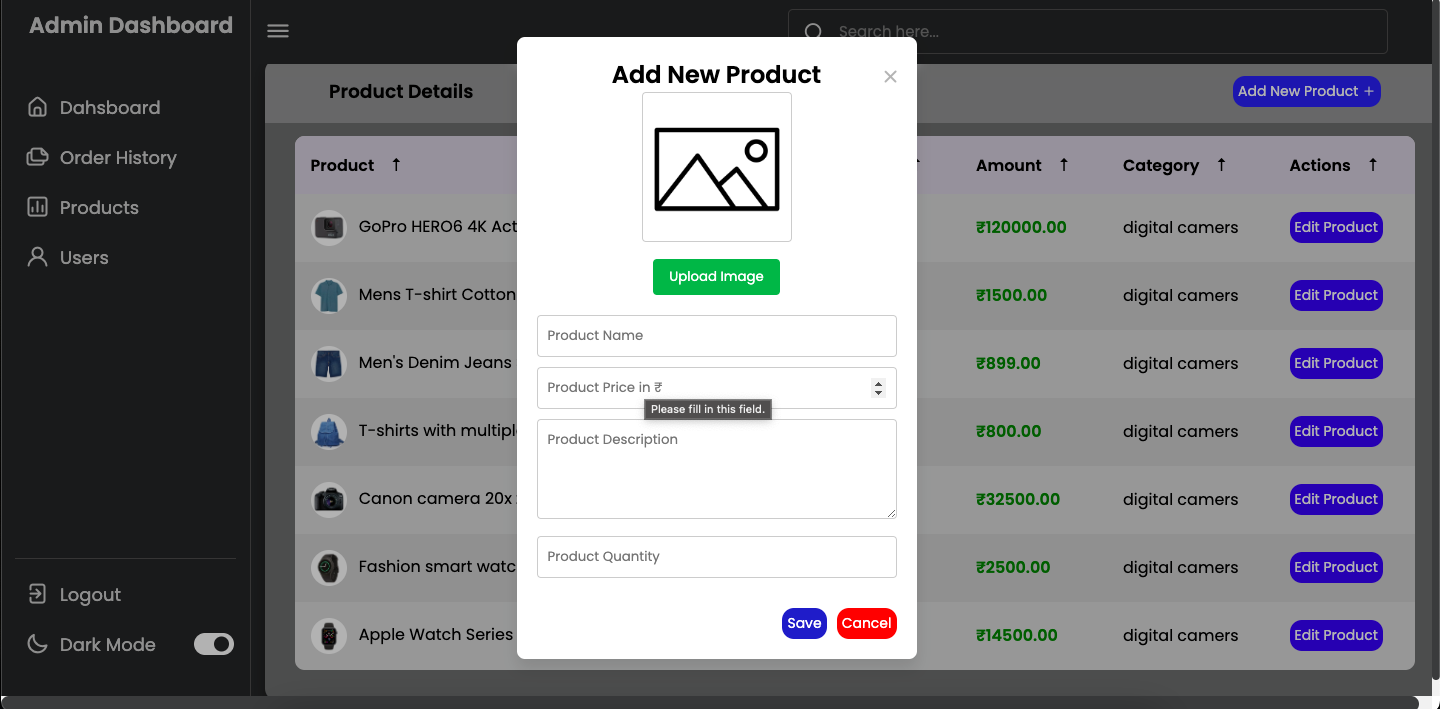 Admin Dashboard
Search here...
Dahsboard
Order History
Products
Users
Logout
Dark Mode
Product Details
Add New Product +
Product ↑ Amount ↑ Category ↑ Actions ↑
GoPro HERO6 4K Act ₹120000.00 digital camers Edit Product
Mens T-shirt Cotton ₹1500.00 digital camers Edit Product
Men's Denim Jeans ₹899.00 digital camers Edit Product
T-shirts with multiple ₹800.00 digital camers Edit Product
Canon camera 20x ₹32500.00 digital camers Edit Product
Fashion smart watc ₹2500.00 digital camers Edit Product
Apple Watch Series ₹14500.00 digital camers Edit Product
Add New Product ×
Upload Image
Product Name
Product Price in ₹
Please fill in this field.
Product Description
Product Quantity
Save Cancel